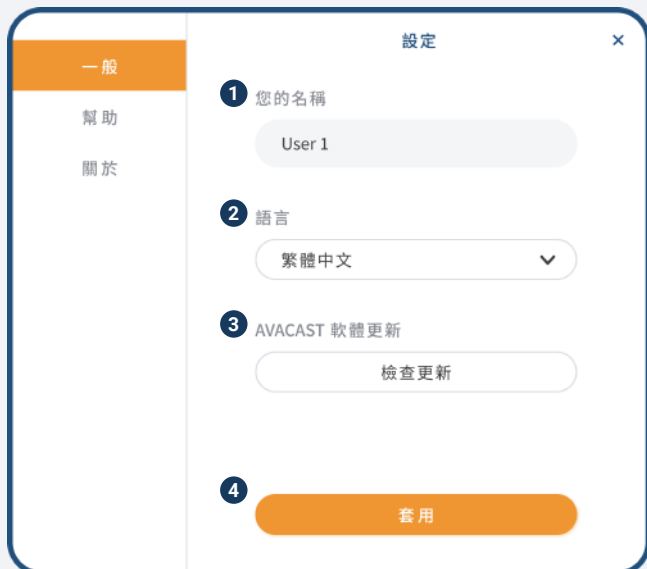 設定
×
一般
幫助
關於
1 您的名稱
User 1
2 語言
繁體中文
3 AVACAST 軟體更新
檢查更新
4
套用